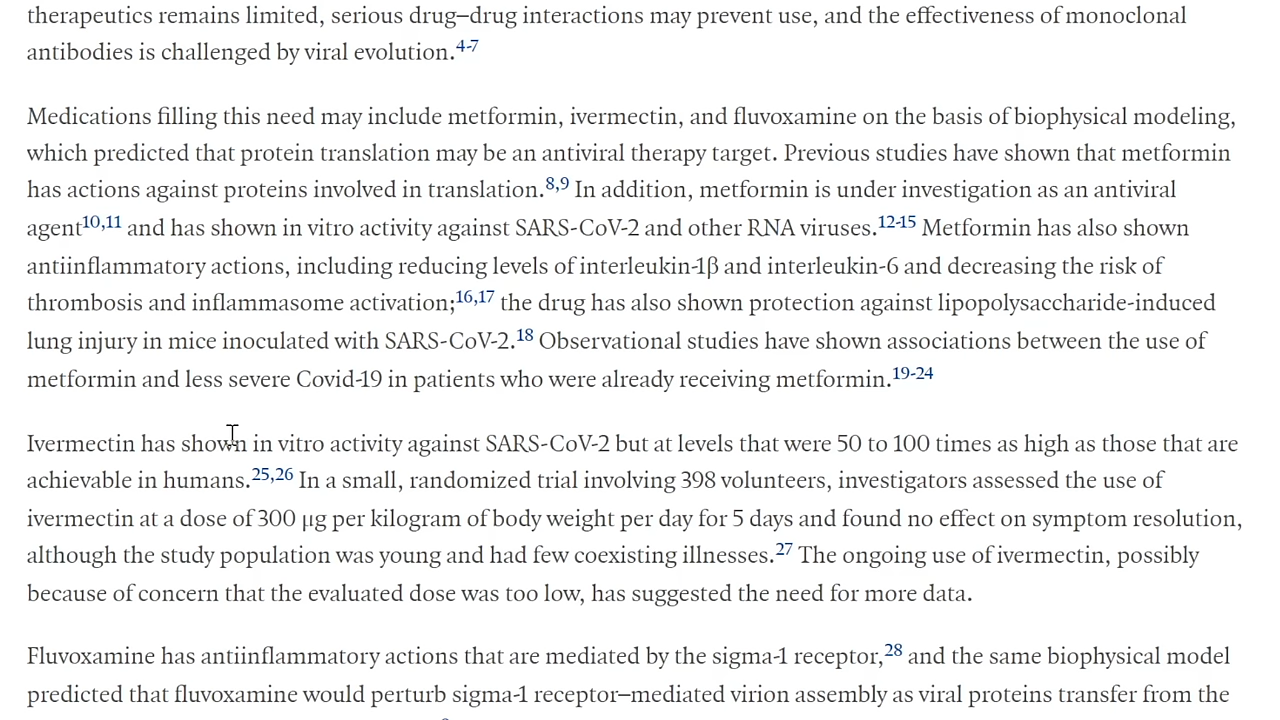 therapeutics remains limited, serious drug–drug interactions may prevent use, and the effectiveness of monoclonal
antibodies is challenged by viral evolution.4-7
Medications filling this need may include metformin, ivermectin, and fluvoxamine on the basis of biophysical modeling,
which predicted that protein translation may be an antiviral therapy target. Previous studies have shown that metformin
has actions against proteins involved in translation.8,9 In addition, metformin is under investigation as an antiviral
agent10,11 and has shown in vitro activity against SARS-CoV-2 and other RNA viruses.12-15 Metformin has also shown
antiinflammatory actions, including reducing levels of interleukin-1β and interleukin-6 and decreasing the risk of
thrombosis and inflammasome activation;16,17 the drug has also shown protection against lipopolysaccharide-induced
lung injury in mice inoculated with SARS-CoV-2.18 Observational studies have shown associations between the use of
metformin and less severe Covid-19 in patients who were already receiving metformin.19-24
Ivermectin has shown in vitro activity against SARS-CoV-2 but at levels that were 50 to 100 times as high as those that are
achievable in humans.25,26 In a small, randomized trial involving 398 volunteers, investigators assessed the use of
ivermectin at a dose of 300 μg per kilogram of body weight per day for 5 days and found no effect on symptom resolution,
although the study population was young and had few coexisting illnesses.27 The ongoing use of ivermectin, possibly
because of concern that the evaluated dose was too low, has suggested the need for more data.
Fluvoxamine has antiinflammatory actions that are mediated by the sigma-1 receptor,28 and the same biophysical model
predicted that fluvoxamine would perturb sigma-1 receptor–mediated virion assembly as viral proteins transfer from the